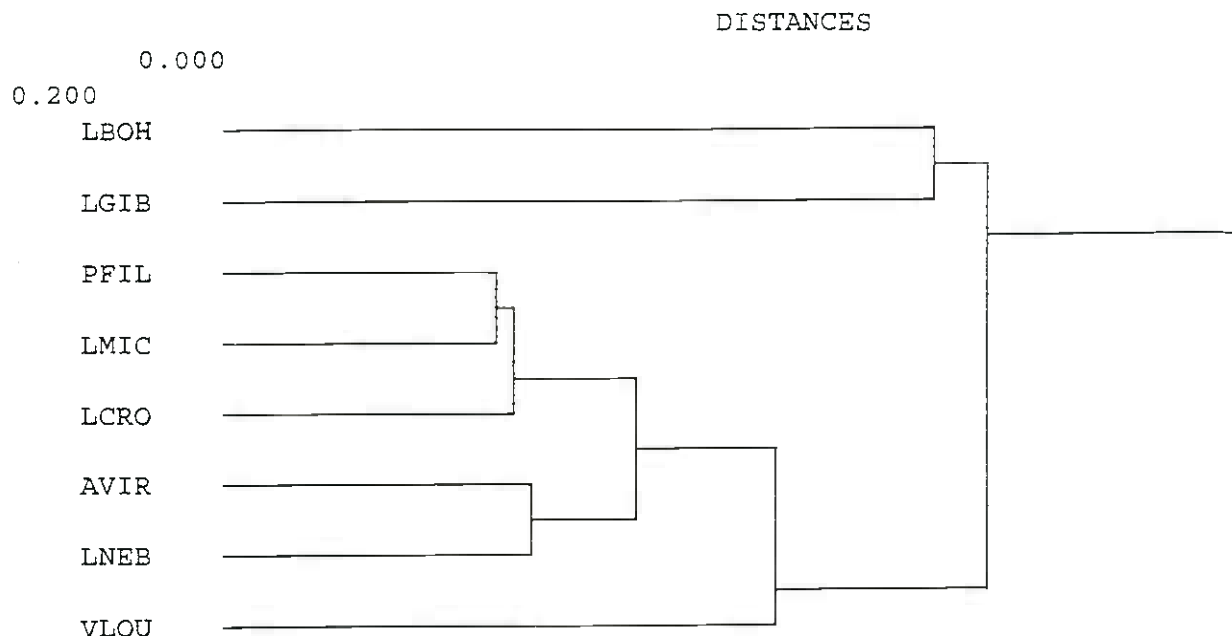 DISTANCES
0.000
0.200
LBOH
LGIB
PFIL
LMIC
LCRO
AVIR
LNEB
VLOU